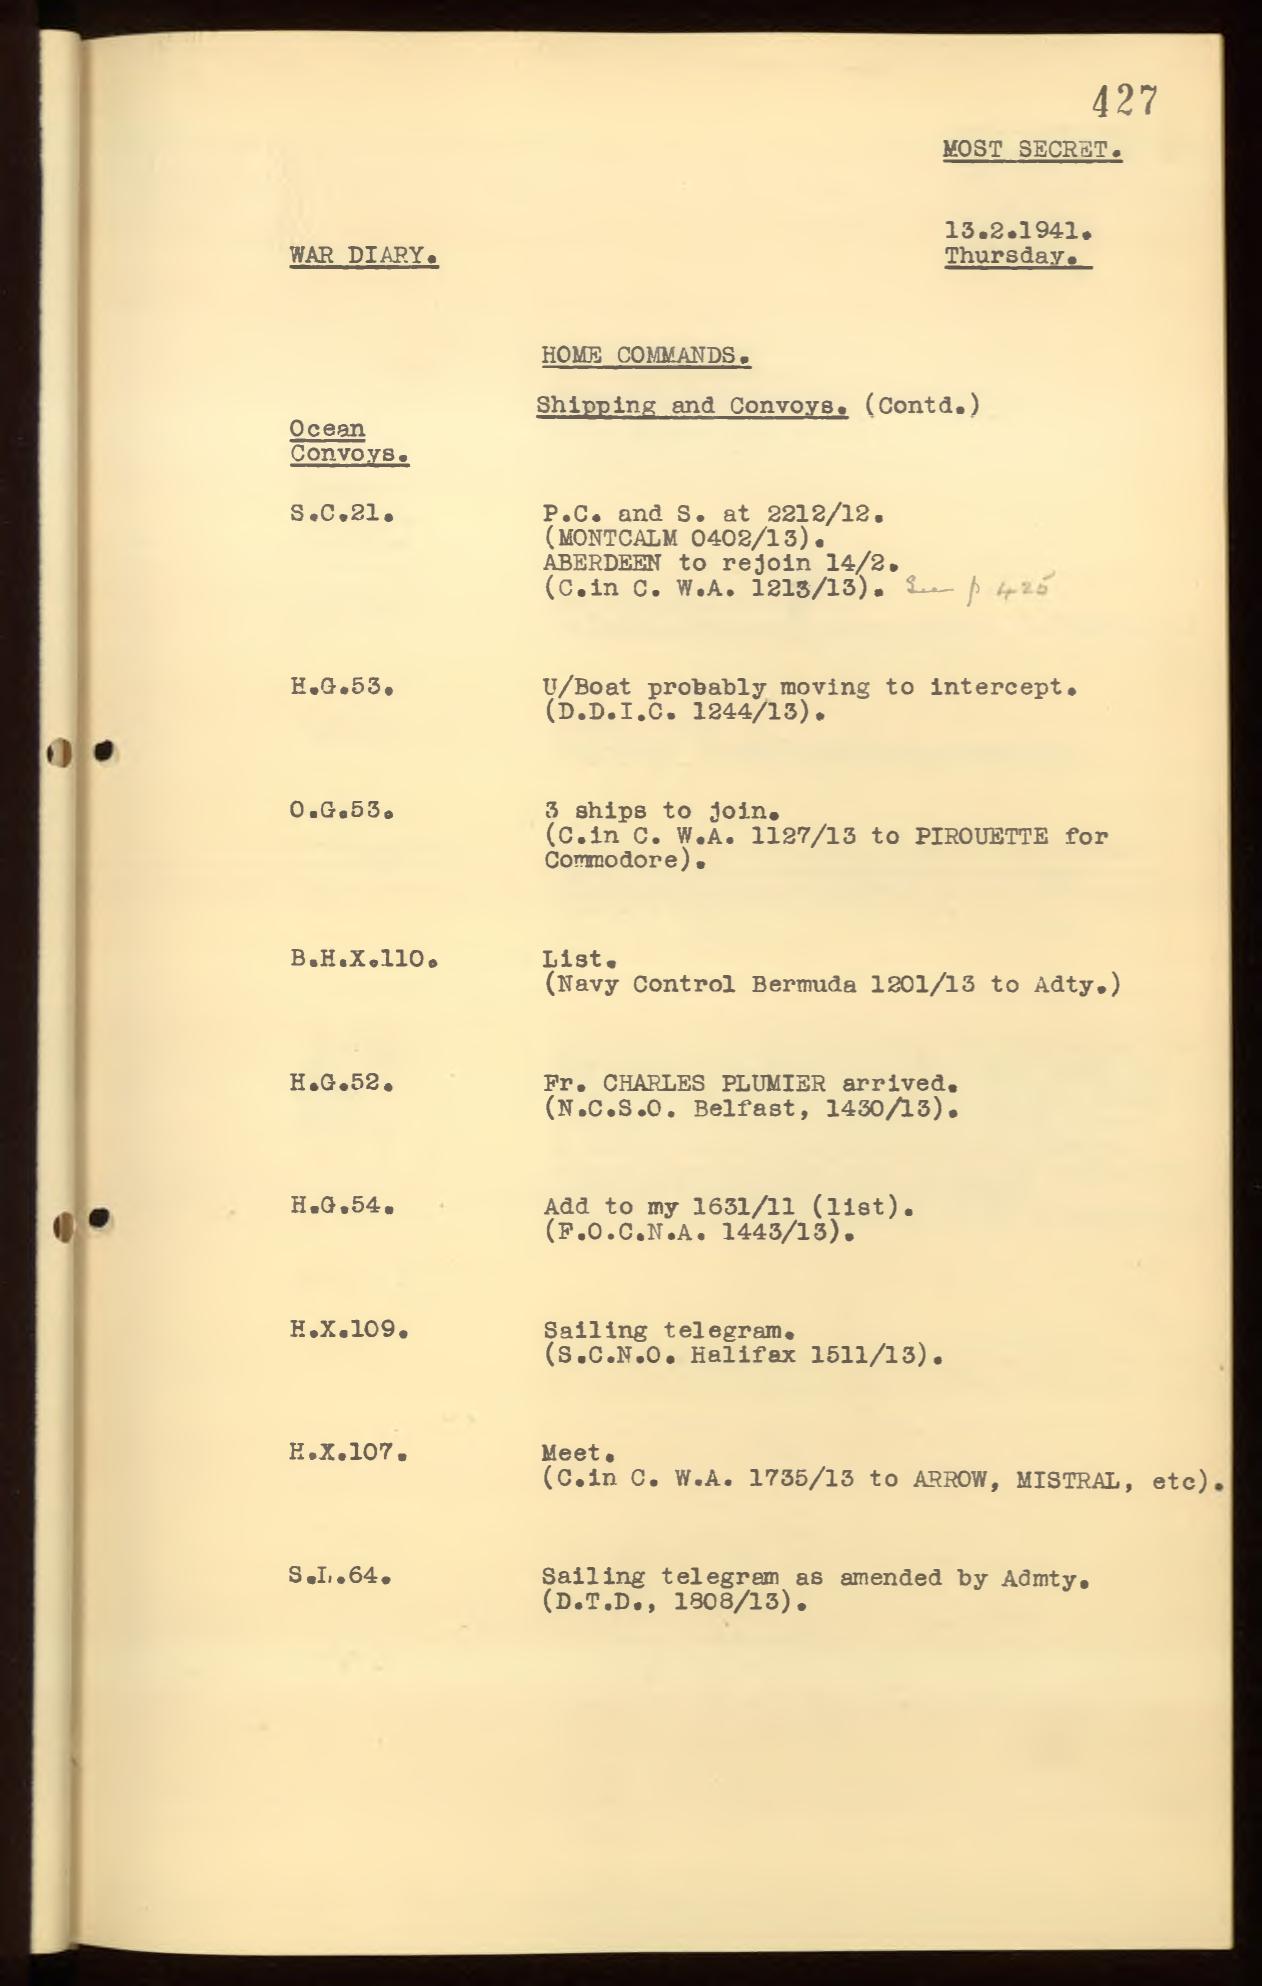 427
MOST SECRET.
13.2.1941.
WAR DIARY.
Thursday.
HOME COMMANDS.
Shipping and Convoys. (Contd.)
Ocean
Convoys.
S.C.21.
P.C. and S. at 2212/12.
(MONTCALM 0402/13).
ABERDEEN to rejoin 14/2.
(C.in C. W.A. 1213/13). See p 425
H.G.53.
U/Boat probably moving to intercept.
(D.D.I.C. 1244/13).
O.G.53.
3 ships to join.
(C.in C. W.A. 1127/13 to PIROUETTE for
Commodore).
B.H.X.110.
List.
(Navy Control Bermuda 1201/13 to Adty.)
H.G.52.
Fr. CHARLES PLUMIER arrived.
(N.C.S.O. Belfast, 1430/13).
H.G.54.
Add to my 1631/11 (list).
(F.O.C.N.A. 1443/13).
H.X.109.
Sailing telegram.
(S.C.N.O. Halifax 1511/13).
H.X.107.
Meet.
(C.in C. W.A. 1735/13 to ARROW, MISTRAL, etc).
S.L.64.
Sailing telegram as amended by Admty.
(D.T.D., 1808/13).